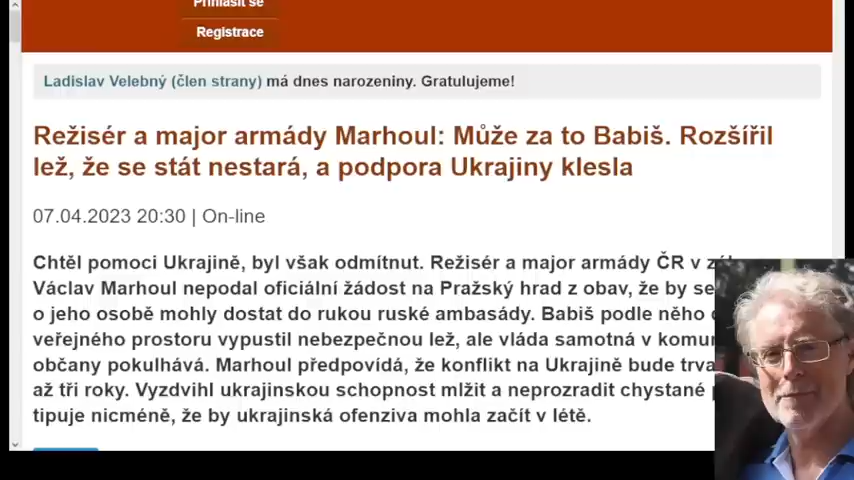 Přihlásit se
Registrace
Ladislav Velebný (člen strany) má dnes narozeniny. Gratulujeme!
Režisér a major armády Marhoul: Může za to Babiš. Rozšířil
lež, že se stát nestará, a podpora Ukrajiny klesla
07.04.2023 20:30 | On-line
Chtěl pomoci Ukrajině, byl však odmítnut. Režisér a major armády ČR v
Václav Marhoul nepodal oficiální žádost na Pražský hrad z obav, že by se
o jeho osobě mohly dostat do rukou ruské ambasády. Babiš podle něho
veřejného prostoru vypustil nebezpečnou lež, ale vláda samotná v
občany pokulhává. Marhoul předpovídá, že konflikt na Ukrajině bude
až tři roky. Vyzdvihl ukrajinskou schopnost mlžit a neprozradit chystané
tipuje nicméně, že by ukrajinská ofenziva mohla začít v létě.